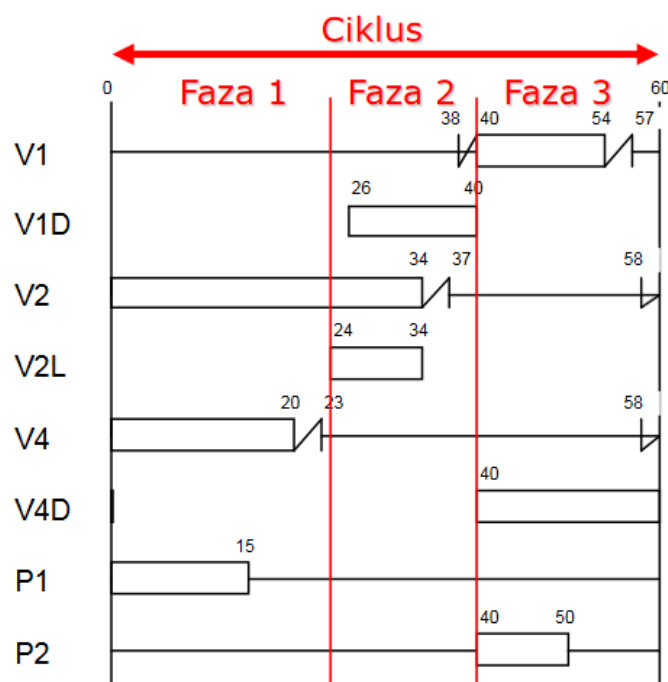 Ciklus
0 Faza 1 Faza 2 Faza 3 60
V1 38 40 54 57
V1D 26 40
V2 34 37 58
V2L 24 34
V4 20 23 58
V4D 40
P1 15
P2 40 50